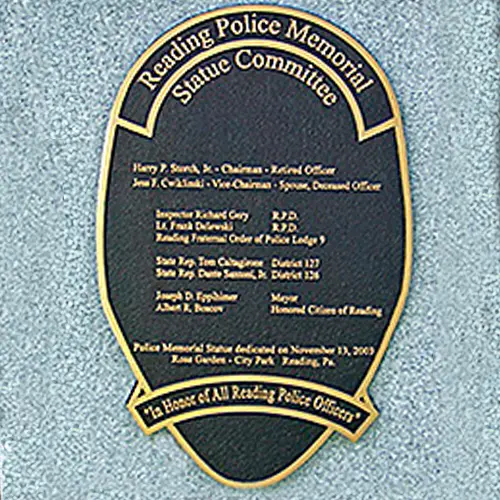 Reading Police Memorial
Statue Committee
Harry P. Storch, Jr. - Chairman - Retired Officer
Jess F. Cwiklinski - Vice-Chairman - Spouse, Deceased Officer
Inspector Richard Gery R.P.D.
Lt. Frank Delewski R.P.D.
Reading Fraternal Order of Police Lodge 9
State Rep. Tom Caltagirone District 127
State Rep. Dante Santoni, Jr. District 126
Joseph D. Eppihimer Mayor
Albert R. Boscov Honored Citizen of Reading
Police Memorial Statue dedicated on November 13, 2003
Rose Garden - City Park Reading, Pa.
"In Honor of All Reading Police Officers"